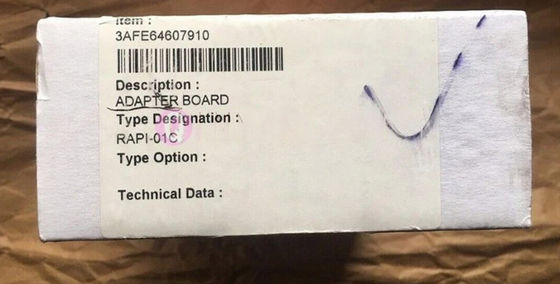 Item :
3AFE64607910
Description :
ADAPTER BOARD
Type Designation :
RAPI-01C
Type Option :
Technical Data :